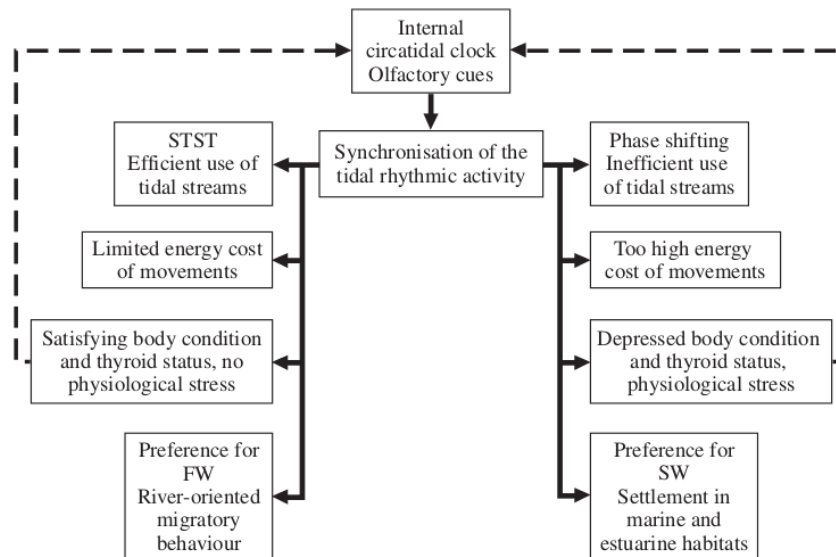 Internal
circatidal clock
Olfactory cues
STST
Efficient use of
tidal streams
Synchronisation of the
tidal rhythmic activity
Phase shifting
Inefficient use
of tidal streams
Limited energy cost
of movements
Too high energy
cost of movements
Satisfying body condition
and thyroid status, no
physiological stress
Depressed body condition
and thyroid status,
physiological stress
Preference for
FW
River-oriented
migratory
behaviour
Preference for
SW
Settlement in
marine and
estuarine habitats